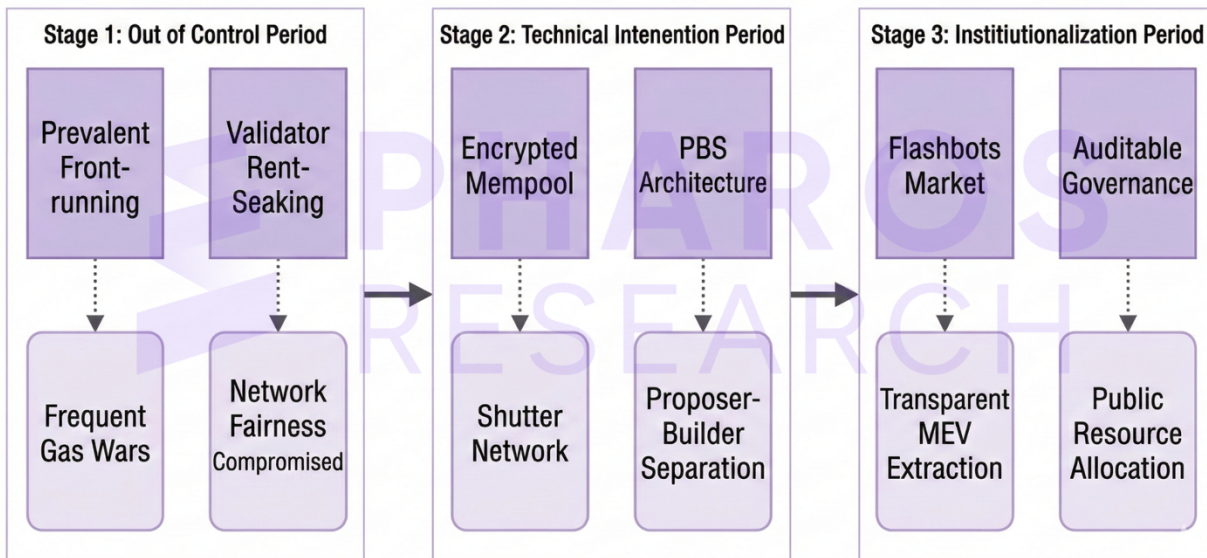 Stage 1: Out of Control Period
Prevalent
Front-
running
Validator
Rent-
Seaking
Frequent
Gas Wars
Network
Fairness
Compromised
Stage 2: Technical Intenention Period
Encrypted
Mempool
PBS
Architecture
Shutter
Network
Proposer-
Builder
Separation
Stage 3: Institiutionalization Period
Flashbots
Market
Auditable
Governance
Transparent
MEV
Extraction
Public
Resource
Allocation
PHAROS
RESEARCH